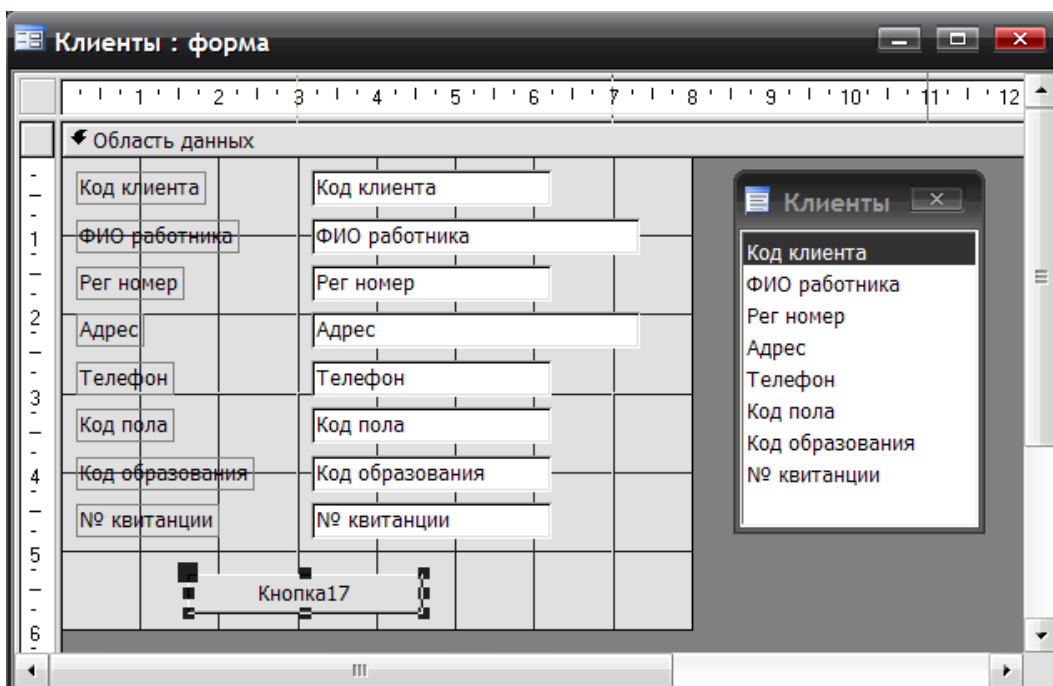 Клиенты : форма
1 2 3 4 5 6 7 8 9 10 11 12
Область данных
Код клиента Код клиента
ФИО работника ФИО работника
Рег номер Рег номер
Адрес Адрес
Телефон Телефон
Код пола Код пола
Код образования Код образования
№ квитанции № квитанции
Кнопка17
1
2
3
4
5
6
Клиенты
Код клиента
ФИО работника
Рег номер
Адрес
Телефон
Код пола
Код образования
№ квитанции